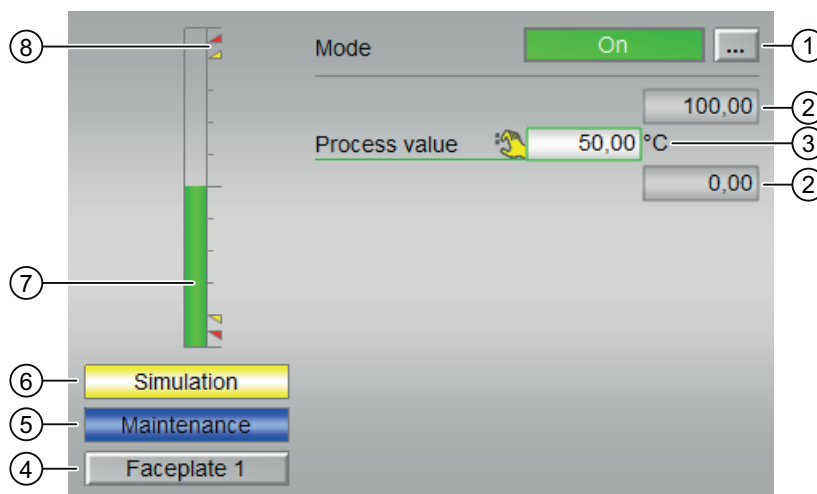 8
Mode
On
...
1
100,00
2
Process value
50,00
°C
3
0,00
2
7
6
Simulation
5
Maintenance
4
Faceplate 1